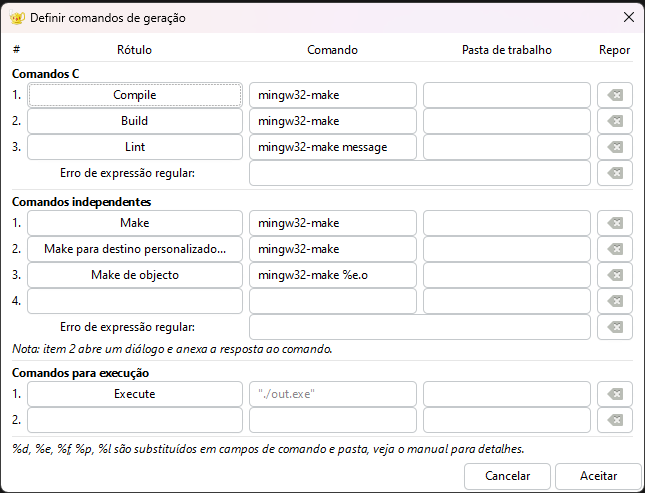 Definir comandos de geração
# Rótulo Comando Pasta de trabalho Repor
Comandos C
1. Compile mingw32-make
2. Build mingw32-make
3. Lint mingw32-make message
Erro de expressão regular:
Comandos independentes
1. Make mingw32-make
2. Make para destino personalizado... mingw32-make
3. Make de objecto mingw32-make %e.o
4.
Erro de expressão regular:
Nota: item 2 abre um diálogo e anexa a resposta ao comando.
Comandos para execução
1. Execute "./out.exe"
2.
%d, %e, %f, %p, %l são substituídos em campos de comando e pasta, veja o manual para detalhes.
Cancelar Aceitar